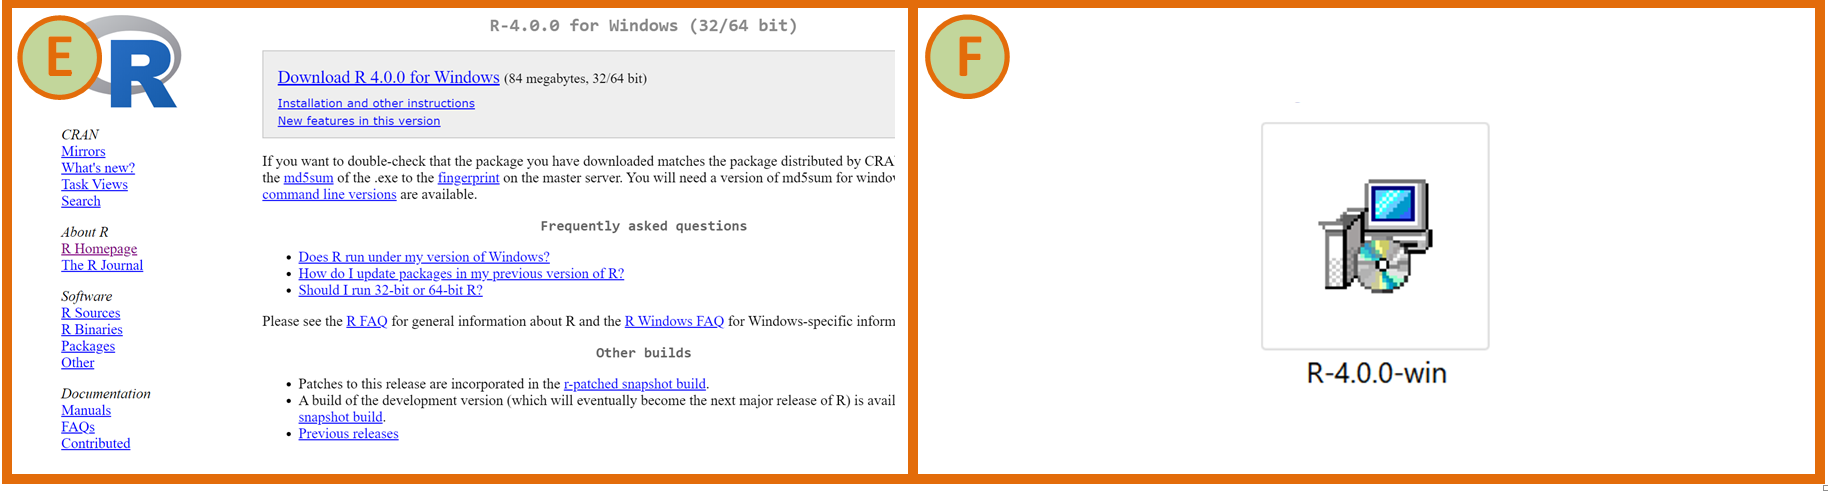 E
R
R-4.0.0 for Windows (32/64 bit)
Download R 4.0.0 for Windows (84 megabytes, 32/64 bit)
Installation and other instructions
New features in this version
CRAN
Mirrors
What's new?
Task Views
Search
About R
R Homepage
The R Journal
Software
R Sources
R Binaries
Packages
Other
Documentation
Manuals
FAQs
Contributed
If you want to double-check that the package you have downloaded matches the package distributed by CRA
the md5sum of the .exe to the fingerprint on the master server. You will need a version of md5sum for window
command line versions are available.
Frequently asked questions
• Does R run under my version of Windows?
• How do I update packages in my previous version of R?
• Should I run 32-bit or 64-bit R?
Please see the R FAQ for general information about R and the R Windows FAQ for Windows-specific inform
Other builds
• Patches to this release are incorporated in the r-patched snapshot build.
• A build of the development version (which will eventually become the next major release of R) is avail
snapshot build.
• Previous releases
F
R-4.0.0-win